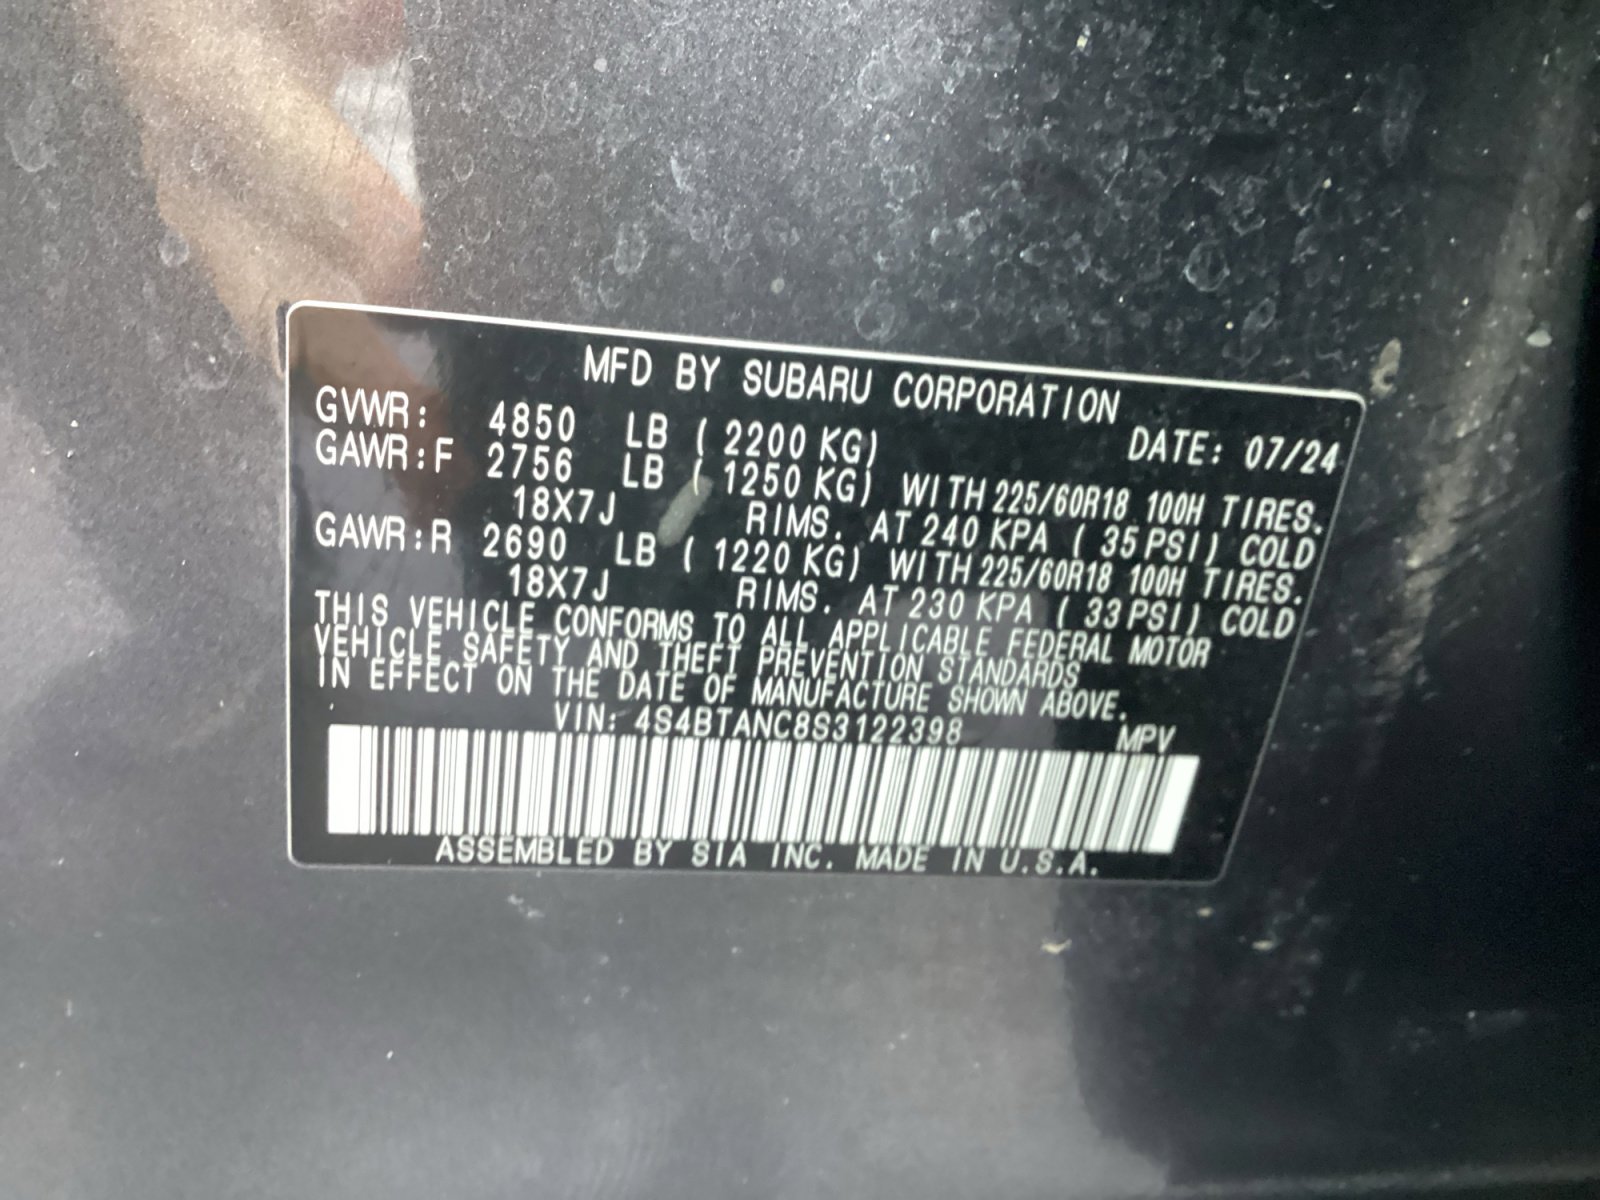 MFD BY SUBARU CORPORATION
GVWR: 4850 LB ( 2200 KG) DATE: 07/24
GAWR:F 2756 LB ( 1250 KG) WITH 225/60R18 100H TIRES.
18X7J RIMS. AT 240 KPA ( 35 PSI) COLD
GAWR:R 2690 LB ( 1220 KG) WITH 225/60R18 100H TIRES.
18X7J RIMS. AT 230 KPA ( 33 PSI) COLD
THIS VEHICLE CONFORMS TO ALL APPLICABLE FEDERAL MOTOR
VEHICLE SAFETY AND THEFT PREVENTION STANDARDS
IN EFFECT ON THE DATE OF MANUFACTURE SHOWN ABOVE.
VIN: 4S4BTANC8S3122398 MPV
ASSEMBLED BY SIA INC. MADE IN U.S.A.